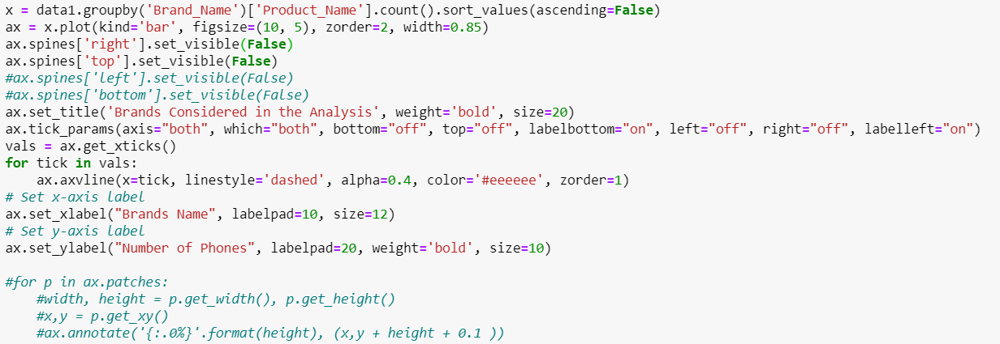 x = data1.groupby('Brand_Name')['Product_Name'].count().sort_values(ascending=False)
ax = x.plot(kind='bar', figsize=(10, 5), zorder=2, width=0.85)
ax.spines['right'].set_visible(False)
ax.spines['top'].set_visible(False)
#ax.spines['left'].set_visible(False)
#ax.spines['bottom'].set_visible(False)
ax.set_title('Brands Considered in the Analysis', weight='bold', size=20)
ax.tick_params(axis="both", which="both", bottom="off", top="off", labelbottom="on", left="off", right="off", labelleft="on")
vals = ax.get_xticks()
for tick in vals:
    ax.axvline(x=tick, linestyle='dashed', alpha=0.4, color='#eeeeee', zorder=1)
# Set x-axis label
ax.set_xlabel("Brands Name", labelpad=10, size=12)
# Set y-axis label
ax.set_ylabel("Number of Phones", labelpad=20, weight='bold', size=10)

#for p in ax.patches:
    #width, height = p.get_width(), p.get_height()
    #x,y = p.get_xy()
    #ax.annotate('{:.0%}'.format(height), (x,y + height + 0.1 ))